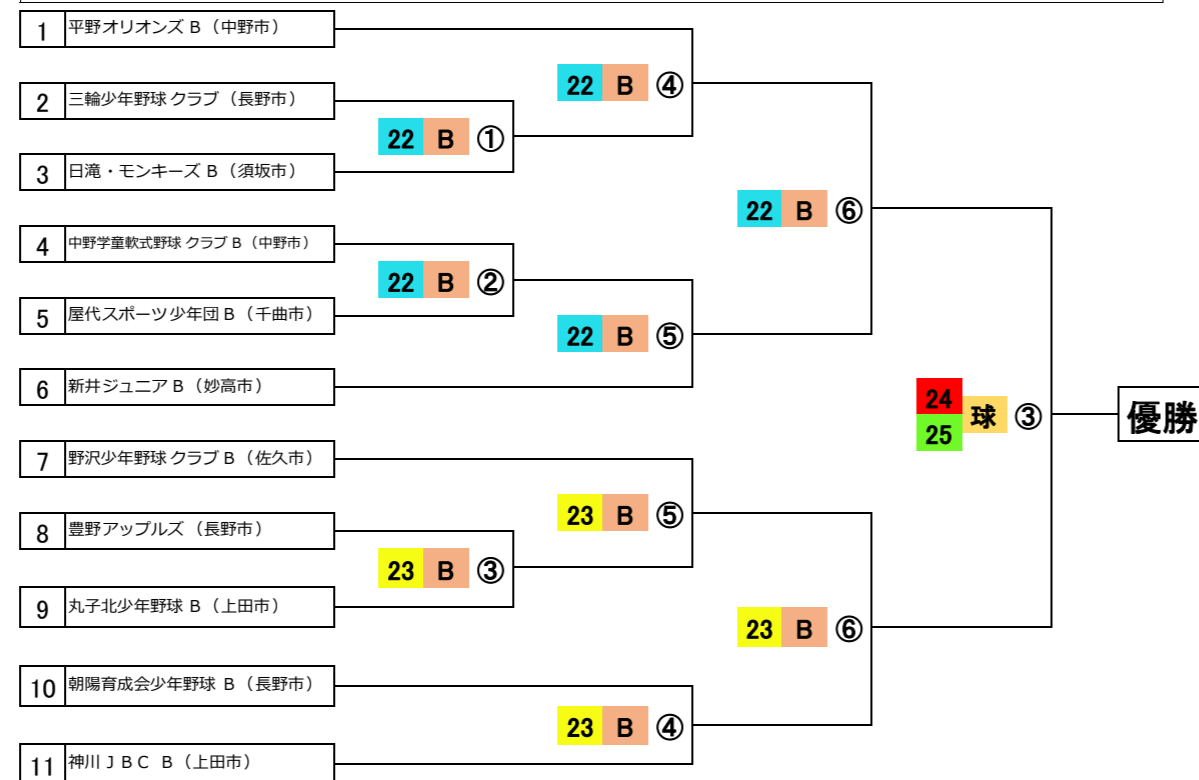 1 平野オリオンズ B （中野市）
22 B ④
2 三輪少年野球 クラブ （長野市）
22 B ①
3 日滝・モンキーズ B （須坂市）
22 B ⑥
4 中野学童軟式野球 クラブ B （中野市）
22 B ②
5 屋代スポーツ少年団 B （千曲市）
22 B ⑤
6 新井ジュニア B （妙高市）
24
25
球 ③
優勝
7 野沢少年野球 クラブ B （佐久市）
23 B ⑤
8 豊野アップルズ （長野市）
23 B ③
9 丸子北少年野球 B （上田市）
23 B ⑥
10 朝陽育成会少年野球 B （長野市）
23 B ④
11 神川ＪＢＣ B （上田市）